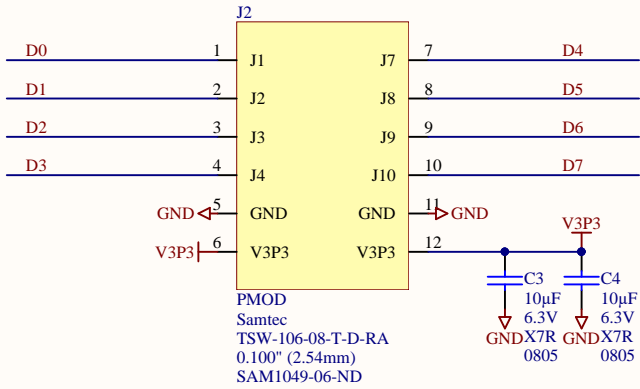 J2
D0 1 J1 J7 7 D4
D1 2 J2 J8 8 D5
D2 3 J3 J9 9 D6
D3 4 J4 J10 10 D7
GND 5 GND GND 11 GND
V3P3 6 V3P3 V3P3 12 V3P3
C3 C4
10µF 10µF
6.3V 6.3V
GND X7R GND X7R
0805 0805
PMOD
Samtec
TSW-106-08-T-D-RA
0.100" (2.54mm)
SAM1049-06-ND